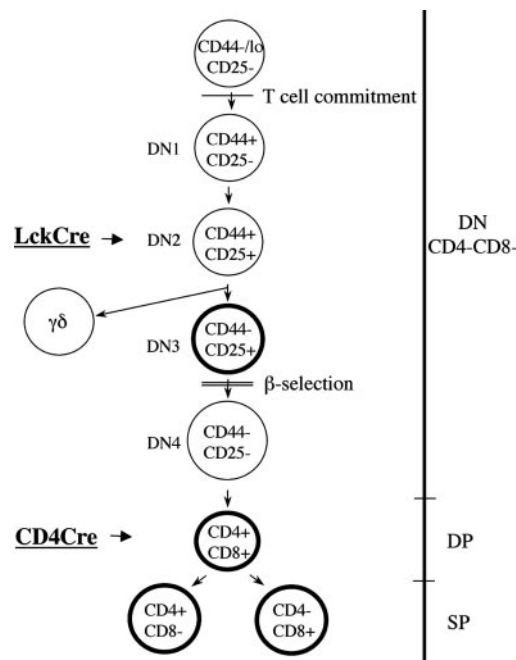 CD44-/lo
CD25-
T cell commitment
DN1
CD44+
CD25-
LckCre
DN2
CD44+
CD25+
DN
CD4-CD8-
γδ
DN3
CD44-
CD25+
β-selection
DN4
CD44-
CD25-
CD4Cre
CD4+
CD8+
DP
CD4+
CD8-
CD4-
CD8+
SP